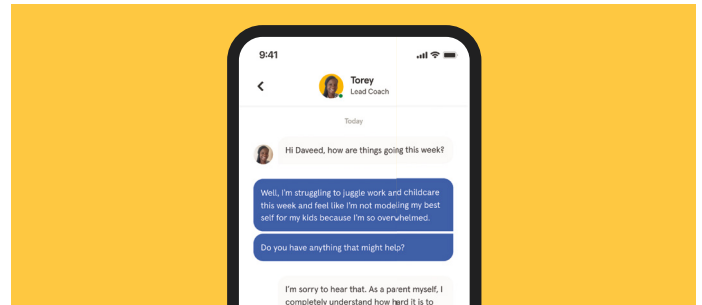 9:41
Torey
Lead Coach
Today
Hi Daveed, how are things going this week?
Well, I'm struggling to juggle work and childcare
this week and feel like I'm not modeling my best
self for my kids because I'm so overwhelmed.
Do you have anything that might help?
I'm sorry to hear that. As a parent myself, I
completely understand how hard it is to